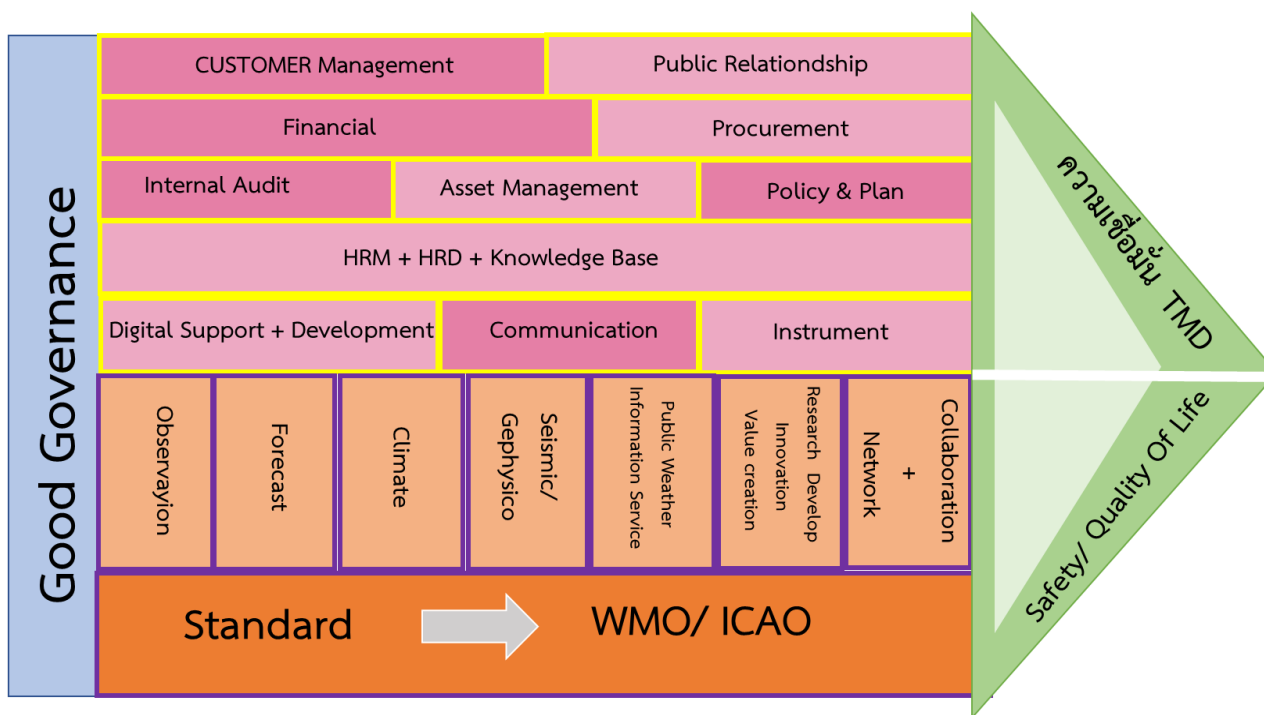 Good Governance
CUSTOMER Management
Public Relationdship
Financial
Procurement
Internal Audit
Asset Management
Policy & Plan
HRM + HRD + Knowledge Base
Digital Support + Development
Communication
Instrument
Observayion
Forecast
Climate
Seismic/
Gephysico
Public Weather
Information Service
Research Develop
Innovation
Value creation
Collaboration
+
Network
Standard
WMO/ ICAO
ความเชื่อมั่น TMD
Safety/ Quality Of Life